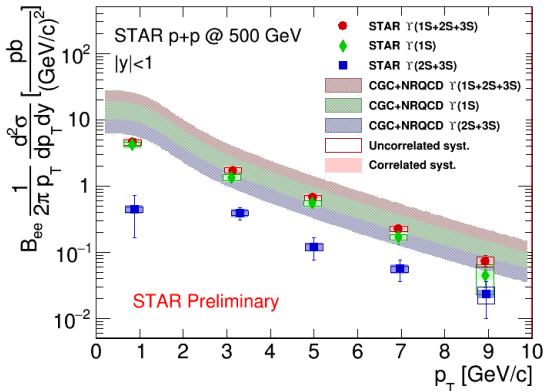 STAR p+p @ 500 GeV
|y|<1
STAR ϒ(1S+2S+3S)
STAR ϒ(1S)
STAR ϒ(2S+3S)
CGC+NRQCD ϒ(1S+2S+3S)
CGC+NRQCD ϒ(1S)
CGC+NRQCD ϒ(2S+3S)
Uncorrelated syst.
Correlated syst.
STAR Preliminary
B_ee 1/(2π p_T) d²σ/(dp_T dy) [pb/(GeV/c)²]
10²
10
1
10⁻¹
10⁻²
0 1 2 3 4 5 6 7 8 9 10
p_T [GeV/c]